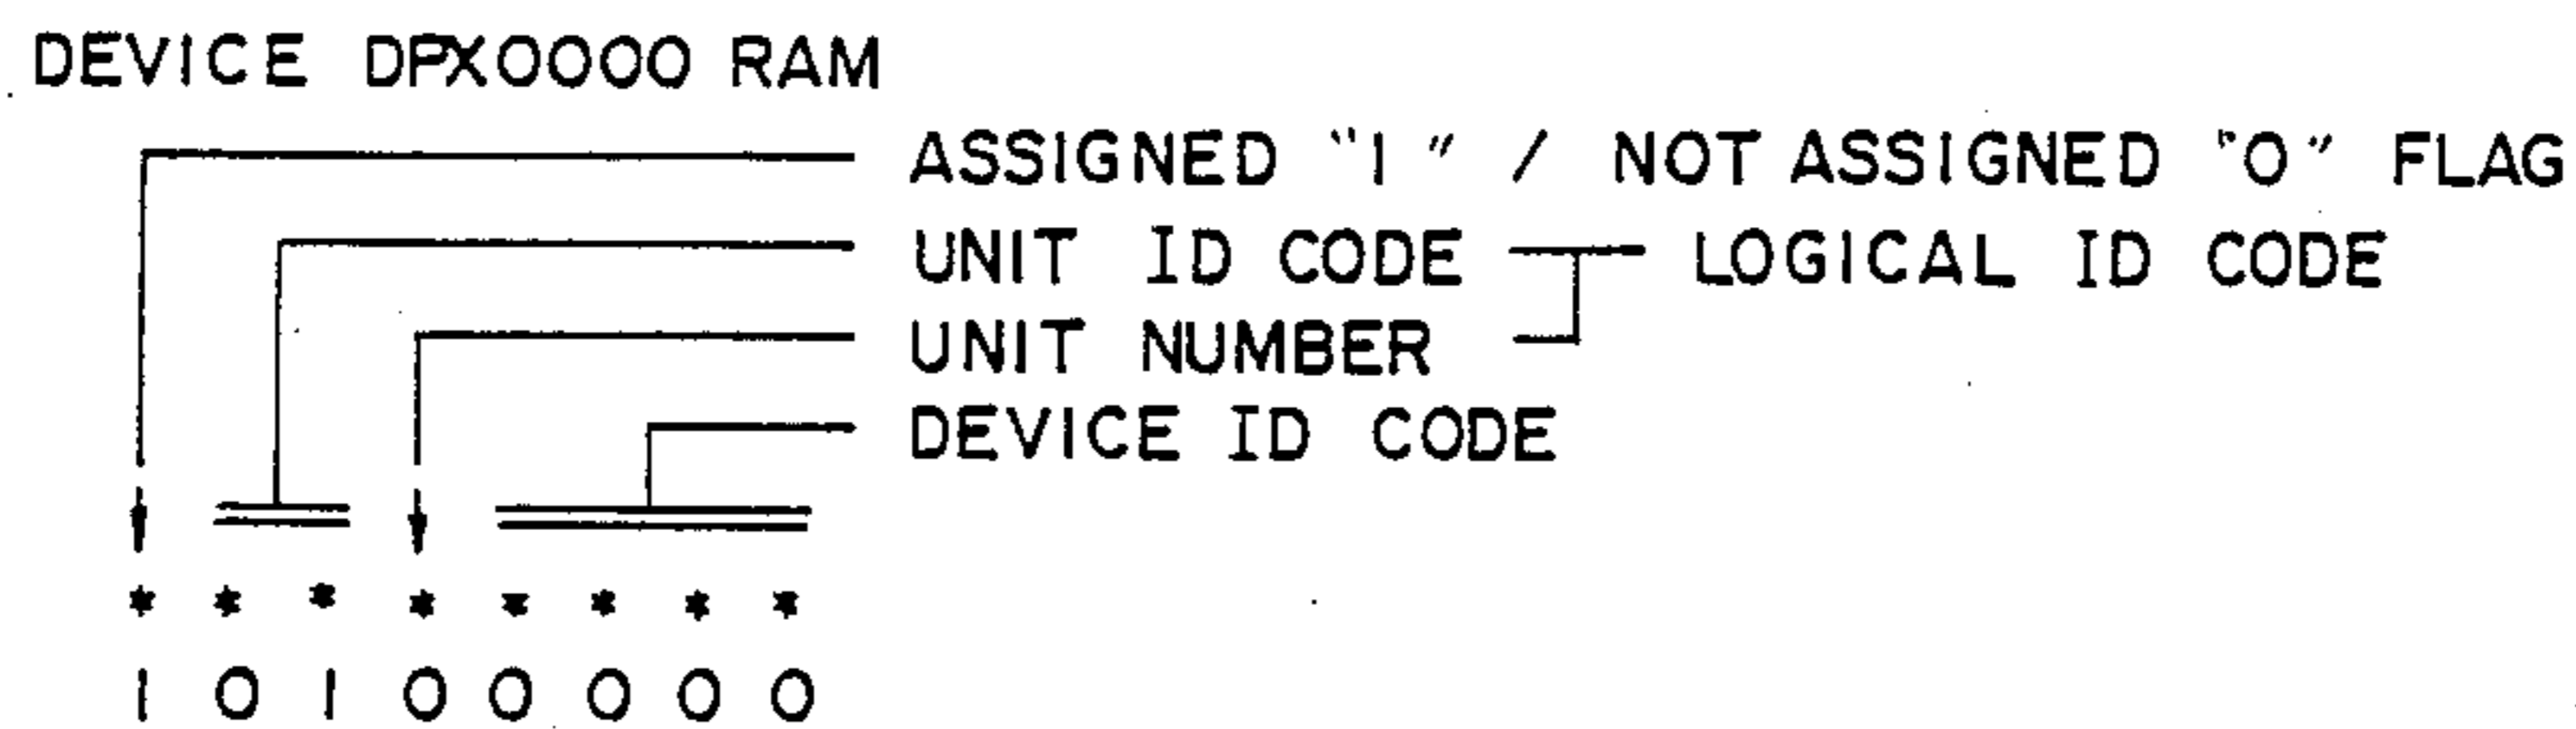 DEVICE DPX0000 RAM
ASSIGNED "1" / NOT ASSIGNED "0" FLAG
UNIT ID CODE LOGICAL ID CODE
UNIT NUMBER
DEVICE ID CODE
* * * * * * * *
1 0 1 0 0 0 0 0